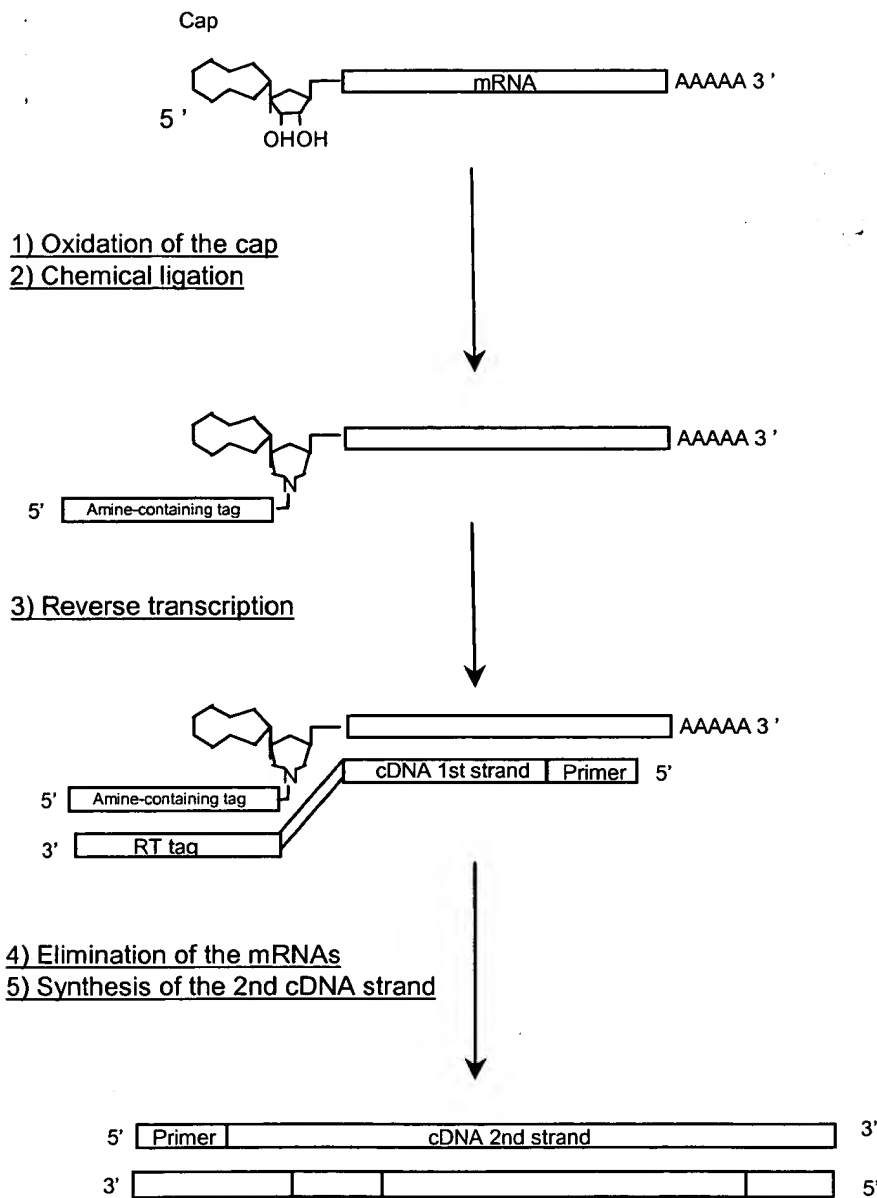 Cap
mRNA AAAAA 3 '
5 '
OHOH
1) Oxidation of the cap
2) Chemical ligation
AAAAA 3 '
N
5' Amine-containing tag
3) Reverse transcription
AAAAA 3 '
cDNA 1st strand Primer 5'
N
5' Amine-containing tag
3' RT tag
4) Elimination of the mRNAs
5) Synthesis of the 2nd cDNA strand
5' Primer cDNA 2nd strand 3'
3' 5'